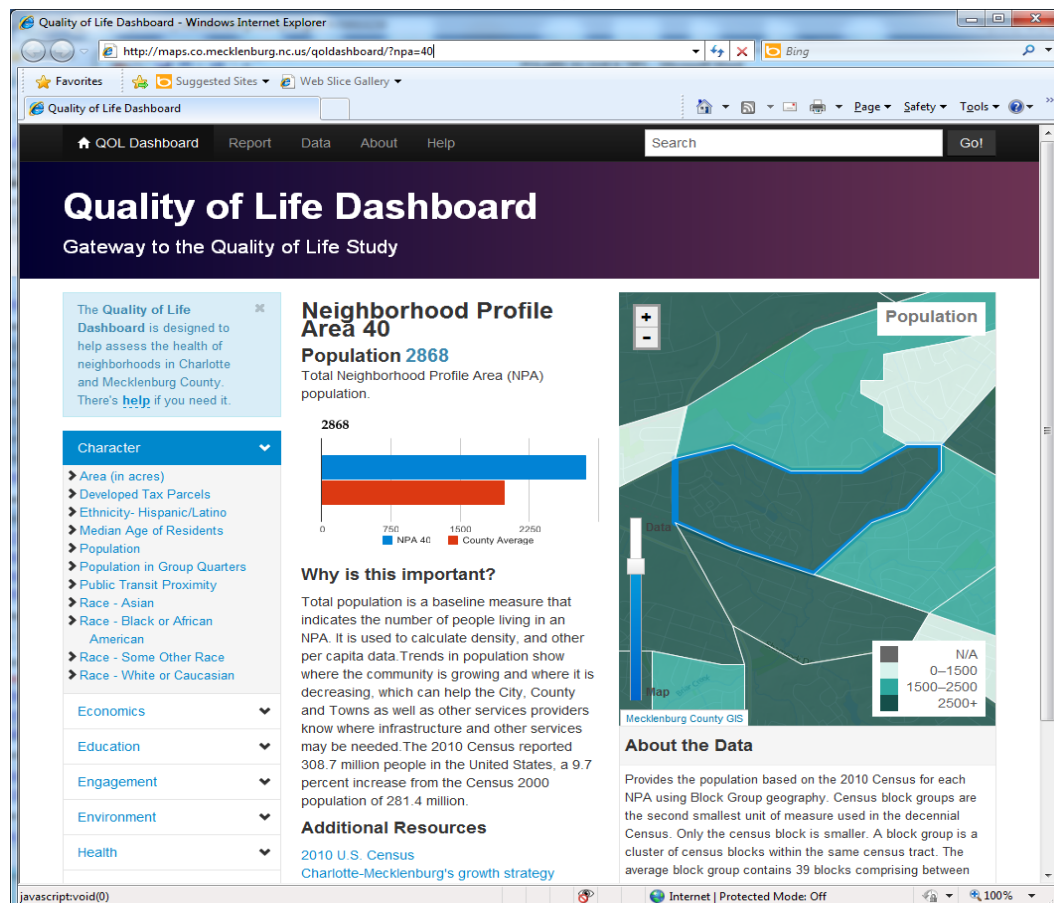 Quality of Life Dashboard - Windows Internet Explorer
http://maps.co.mecklenburg.nc.us/qoldashboard/?npa=40
Bing
Favorites
Suggested Sites
Web Slice Gallery
Quality of Life Dashboard
Page
Safety
Tools
QOL Dashboard
Report
Data
About
Help
Search
Go!
Quality of Life Dashboard
Gateway to the Quality of Life Study
The Quality of Life
Dashboard is designed to
help assess the health of
neighborhoods in Charlotte
and Mecklenburg County.
There's help if you need it.
Character
Area (in acres)
Developed Tax Parcels
Ethnicity- Hispanic/Latino
Median Age of Residents
Population
Population in Group Quarters
Public Transit Proximity
Race - Asian
Race - Black or African
American
Race - Some Other Race
Race - White or Caucasian
Economics
Education
Engagement
Environment
Health
Neighborhood Profile
Area 40
Population 2868
Total Neighborhood Profile Area (NPA)
population.
2868
0 750 1500 2250
NPA 40 County Average
Why is this important?
Total population is a baseline measure that
indicates the number of people living in an
NPA. It is used to calculate density, and other
per capita data.Trends in population show
where the community is growing and where it is
decreasing, which can help the City, County
and Towns as well as other services providers
know where infrastructure and other services
may be needed.The 2010 Census reported
308.7 million people in the United States, a 9.7
percent increase from the Census 2000
population of 281.4 million.
Additional Resources
2010 U.S. Census
Charlotte-Mecklenburg's growth strategy
+
-
Population
Data
Map
N/A
0–1500
1500–2500
2500+
Mecklenburg County GIS
About the Data
Provides the population based on the 2010 Census for each
NPA using Block Group geography. Census block groups are
the second smallest unit of measure used in the decennial
Census. Only the census block is smaller. A block group is a
cluster of census blocks within the same census tract. The
average block group contains 39 blocks comprising between
javascript:void(0)
Internet | Protected Mode: Off
100%